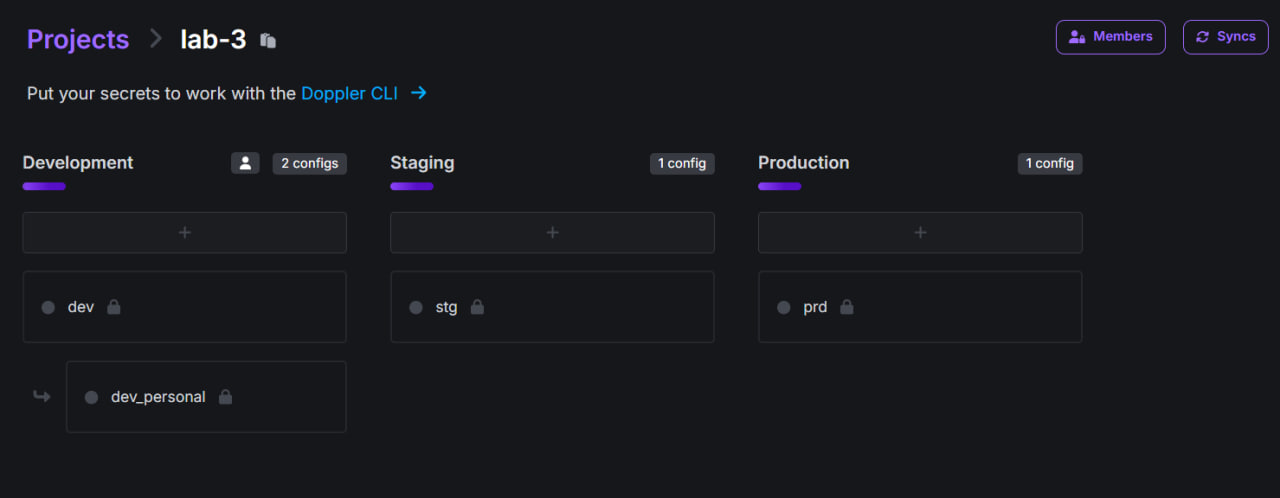 Projects > lab-3
Members
Syncs
Put your secrets to work with the Doppler CLI →
Development
2 configs
Staging
1 config
Production
1 config
+
+
+
dev
stg
prd
dev_personal